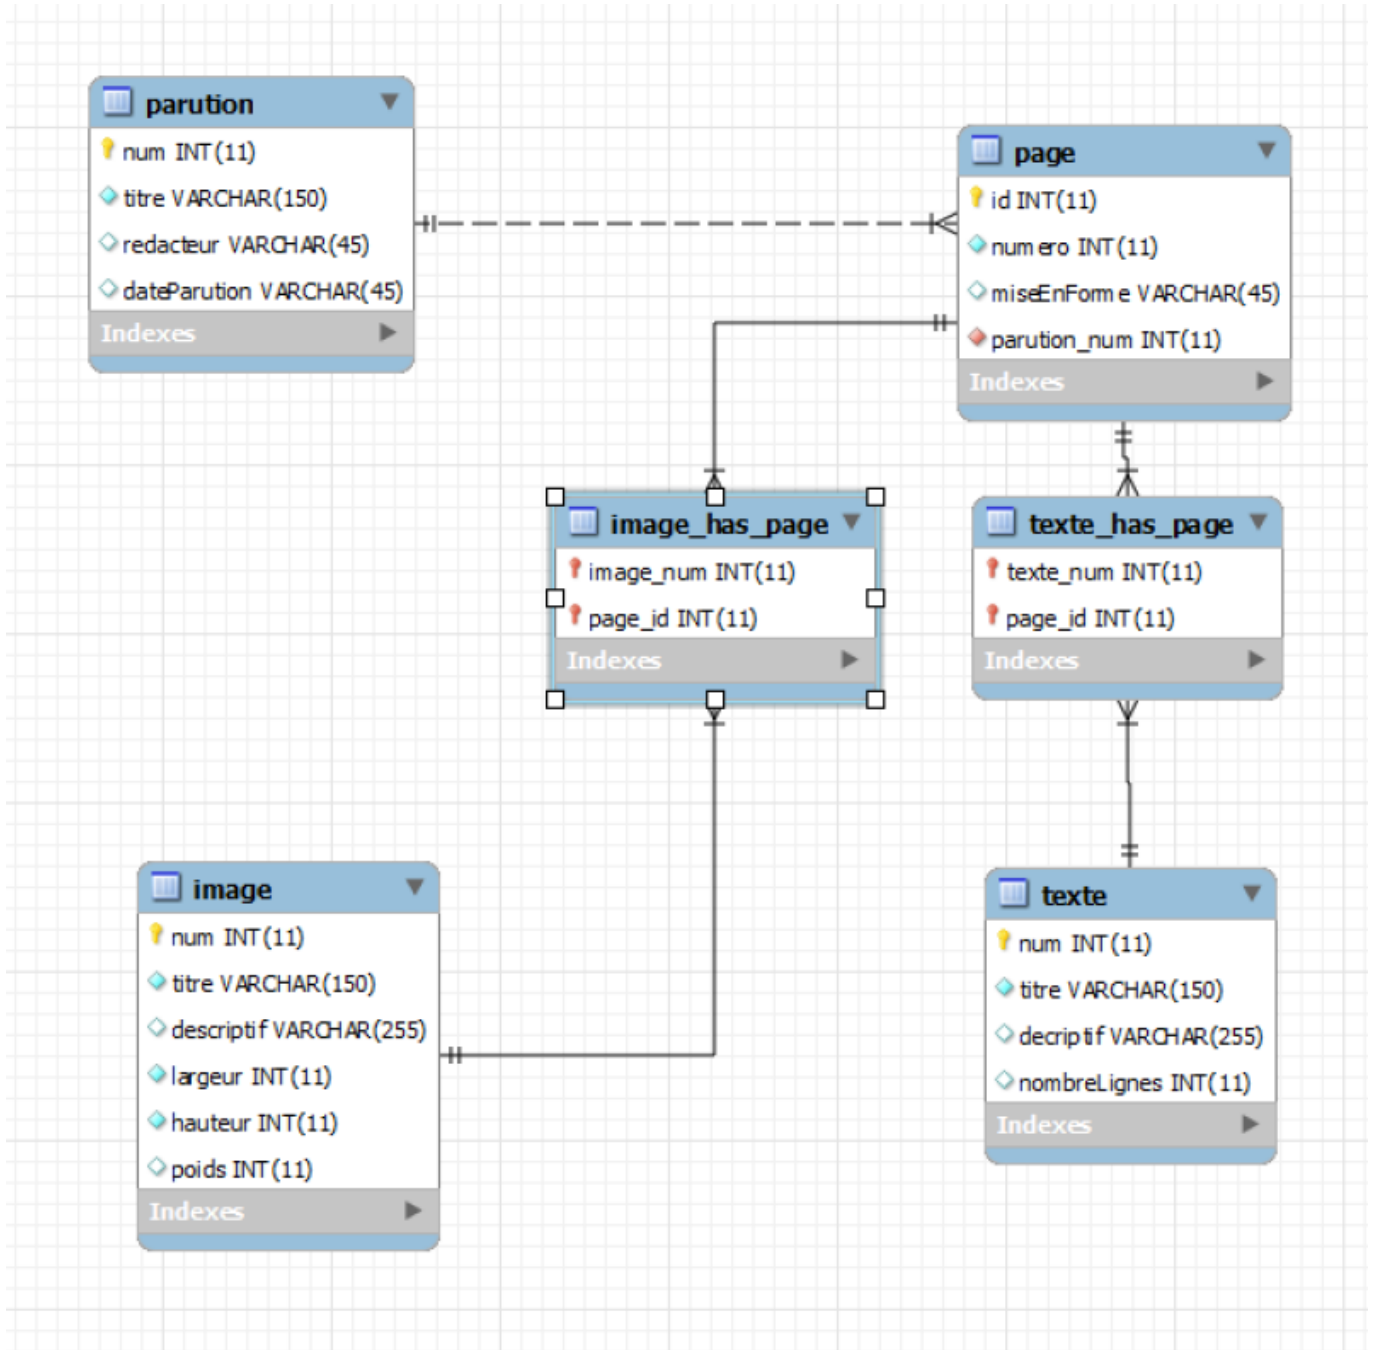 parution
num INT(11)
titre VARCHAR(150)
redacteur VARCHAR(45)
dateParution VARCHAR(45)
Indexes
page
id INT(11)
numero INT(11)
miseEnForme VARCHAR(45)
parution_num INT(11)
Indexes
image_has_page
image_num INT(11)
page_id INT(11)
Indexes
texte_has_page
texte_num INT(11)
page_id INT(11)
Indexes
image
num INT(11)
titre VARCHAR(150)
descriptif VARCHAR(255)
largeur INT(11)
hauteur INT(11)
poids INT(11)
Indexes
texte
num INT(11)
titre VARCHAR(150)
decriptif VARCHAR(255)
nombreLignes INT(11)
Indexes